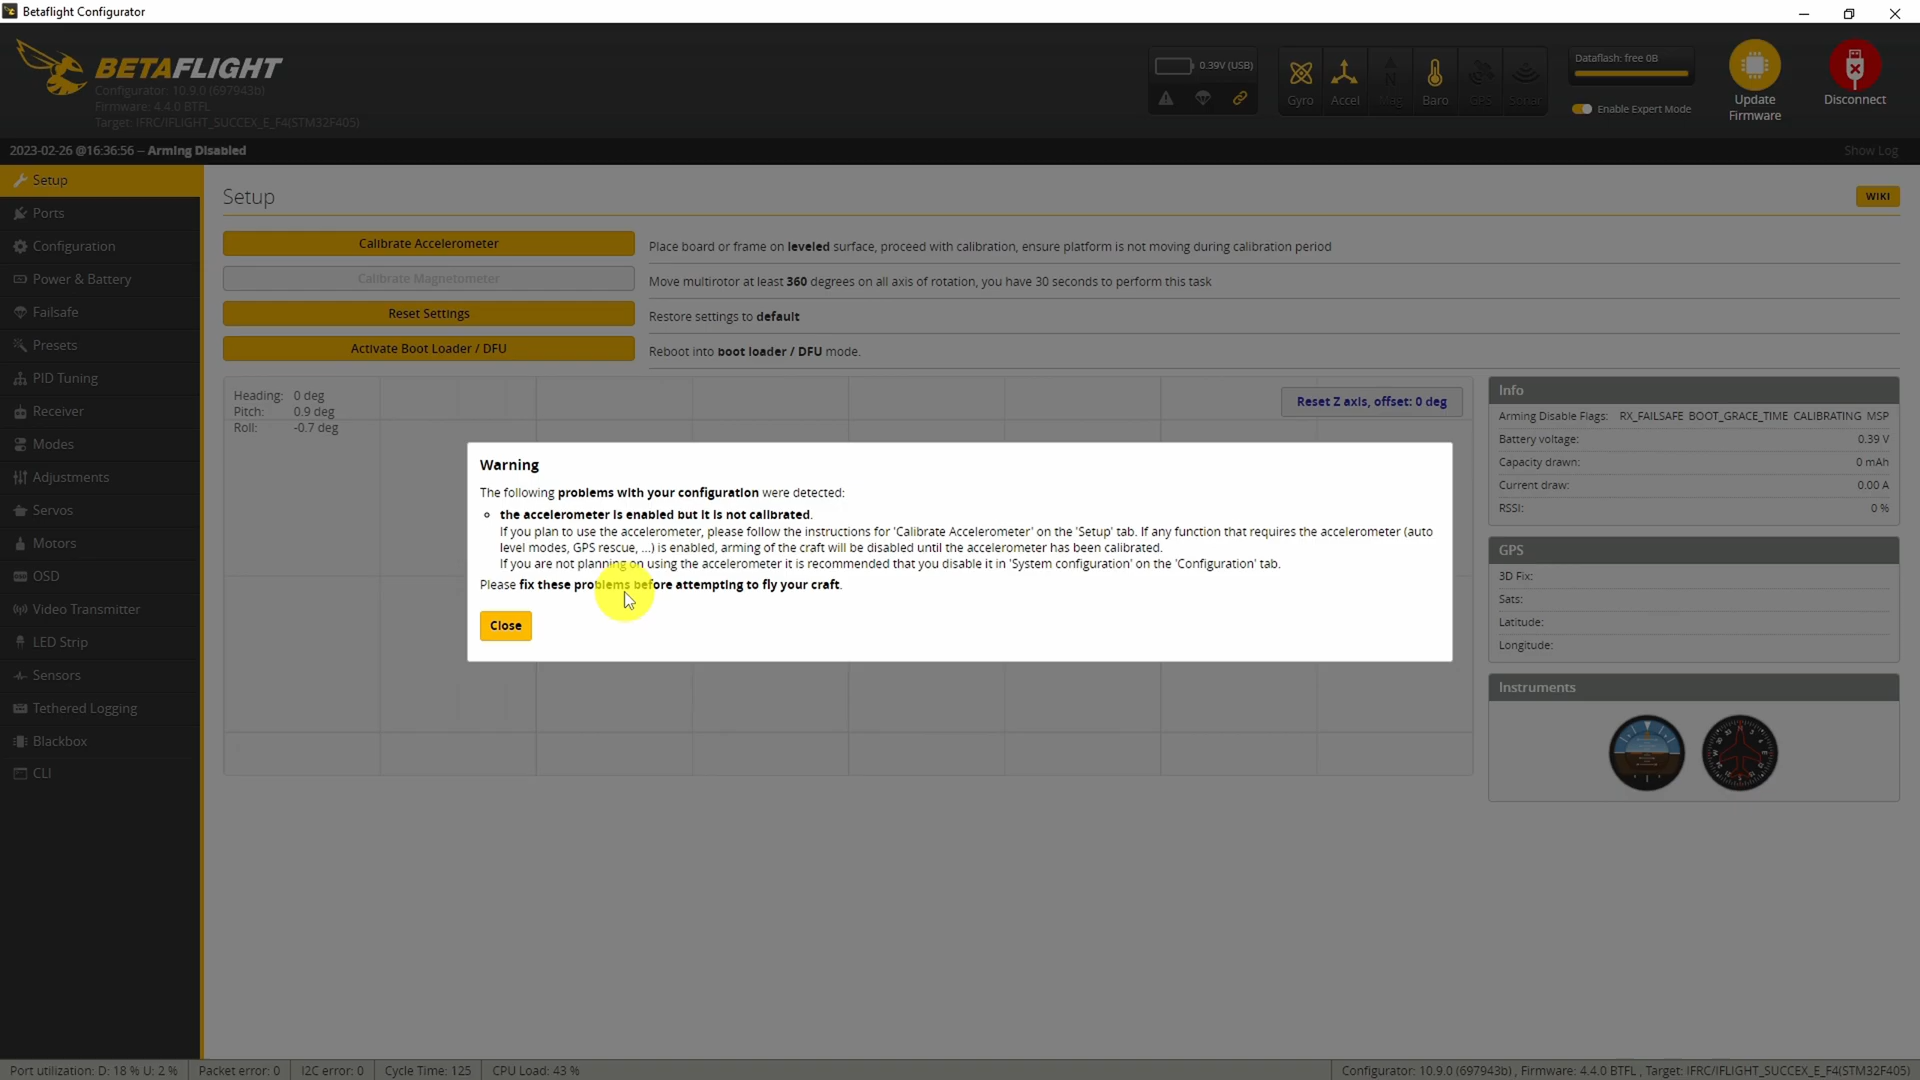 Betaflight Configurator
BETAFLIGHT
Configurator: 10.9.0 (697943b)
Firmware: 4.4.0 BTFL
Target: IFRC/IFLIGHT_SUCCEX_E_F4(STM32F405)
0.39V (USB)
Gyro
Accel
Mag
Baro
GPS
Sonar
Dataflash: free 0B
Enable Expert Mode
Update
Firmware
Disconnect
2023-02-26 @16:36:56 -- Arming Disabled
Show Log
Setup
Ports
Configuration
Power & Battery
Failsafe
Presets
PID Tuning
Receiver
Modes
Adjustments
Servos
Motors
OSD
Video Transmitter
LED Strip
Sensors
Tethered Logging
Blackbox
CLI
Setup
WIKI
Calibrate Accelerometer
Place board or frame on leveled surface, proceed with calibration, ensure platform is not moving during calibration period
Calibrate Magnetometer
Move multirotor at least 360 degrees on all axis of rotation, you have 30 seconds to perform this task
Reset Settings
Restore settings to default
Activate Boot Loader / DFU
Reboot into boot loader / DFU mode.
Heading: 0 deg
Pitch: 0.9 deg
Roll: -0.7 deg
Reset Z axis, offset: 0 deg
Warning
The following problems with your configuration were detected:
the accelerometer is enabled but it is not calibrated.
If you plan to use the accelerometer, please follow the instructions for 'Calibrate Accelerometer' on the 'Setup' tab. If any function that requires the accelerometer (auto
level modes, GPS rescue, ...) is enabled, arming of the craft will be disabled until the accelerometer has been calibrated.
If you are not planning on using the accelerometer it is recommended that you disable it in 'System configuration' on the 'Configuration' tab.
Please fix these problems before attempting to fly your craft.
Close
Info
Arming Disable Flags: RX_FAILSAFE BOOT_GRACE_TIME CALIBRATING MSP
Battery voltage: 0.39 V
Capacity drawn: 0 mAh
Current draw: 0.00 A
RSSI: 0 %
GPS
3D Fix:
Sats:
Latitude:
Longitude:
Instruments
Port utilization: D: 18 % U: 2 %
Packet error: 0
I2C error: 0
Cycle Time: 125
CPU Load: 43 %
Configurator: 10.9.0 (697943b) , Firmware: 4.4.0 BTFL , Target: IFRC/IFLIGHT_SUCCEX_E_F4(STM32F405)